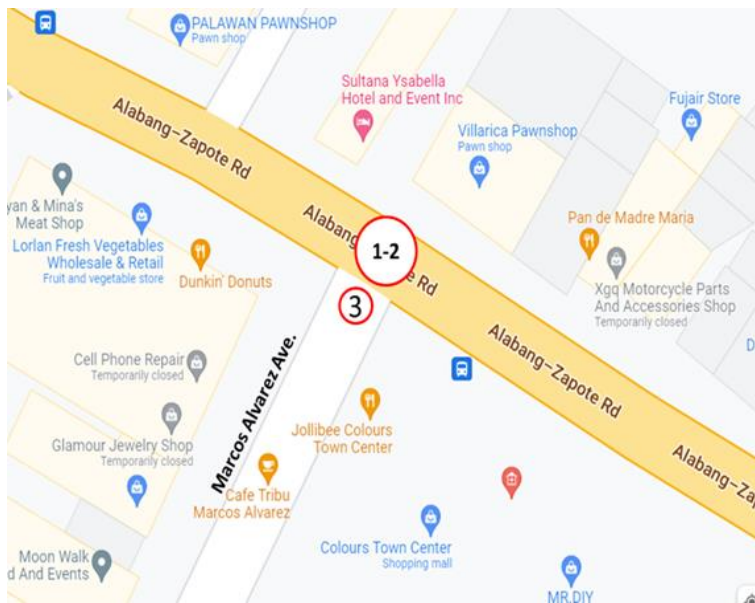 PALAWAN PAWNSHOP
Pawn shop
Sultana Ysabella
Hotel and Event Inc
Fujair Store
Villarica Pawnshop
Pawn shop
Alabang-Zapote Rd
yan & Mina's
Meat Shop
Lorlan Fresh Vegetables
Wholesale & Retail
Fruit and vegetable store
Dunkin' Donuts
Pan de Madre Maria
Alab
1-2
Rd
3
Xgq Motorcycle Parts
And Accessories Shop
Temporarily closed
D
Alabang-Zapote Rd
Cell Phone Repair
Temporarily closed
Marcos Alvarez Ave.
Jollibee Colours
Town Center
Glamour Jewelry Shop
Temporarily closed
Alabang-Zap
Cafe Tribu
Marcos Alvarez
Colours Town Center
Shopping mall
Moon Walk
d And Events
MR.DIY